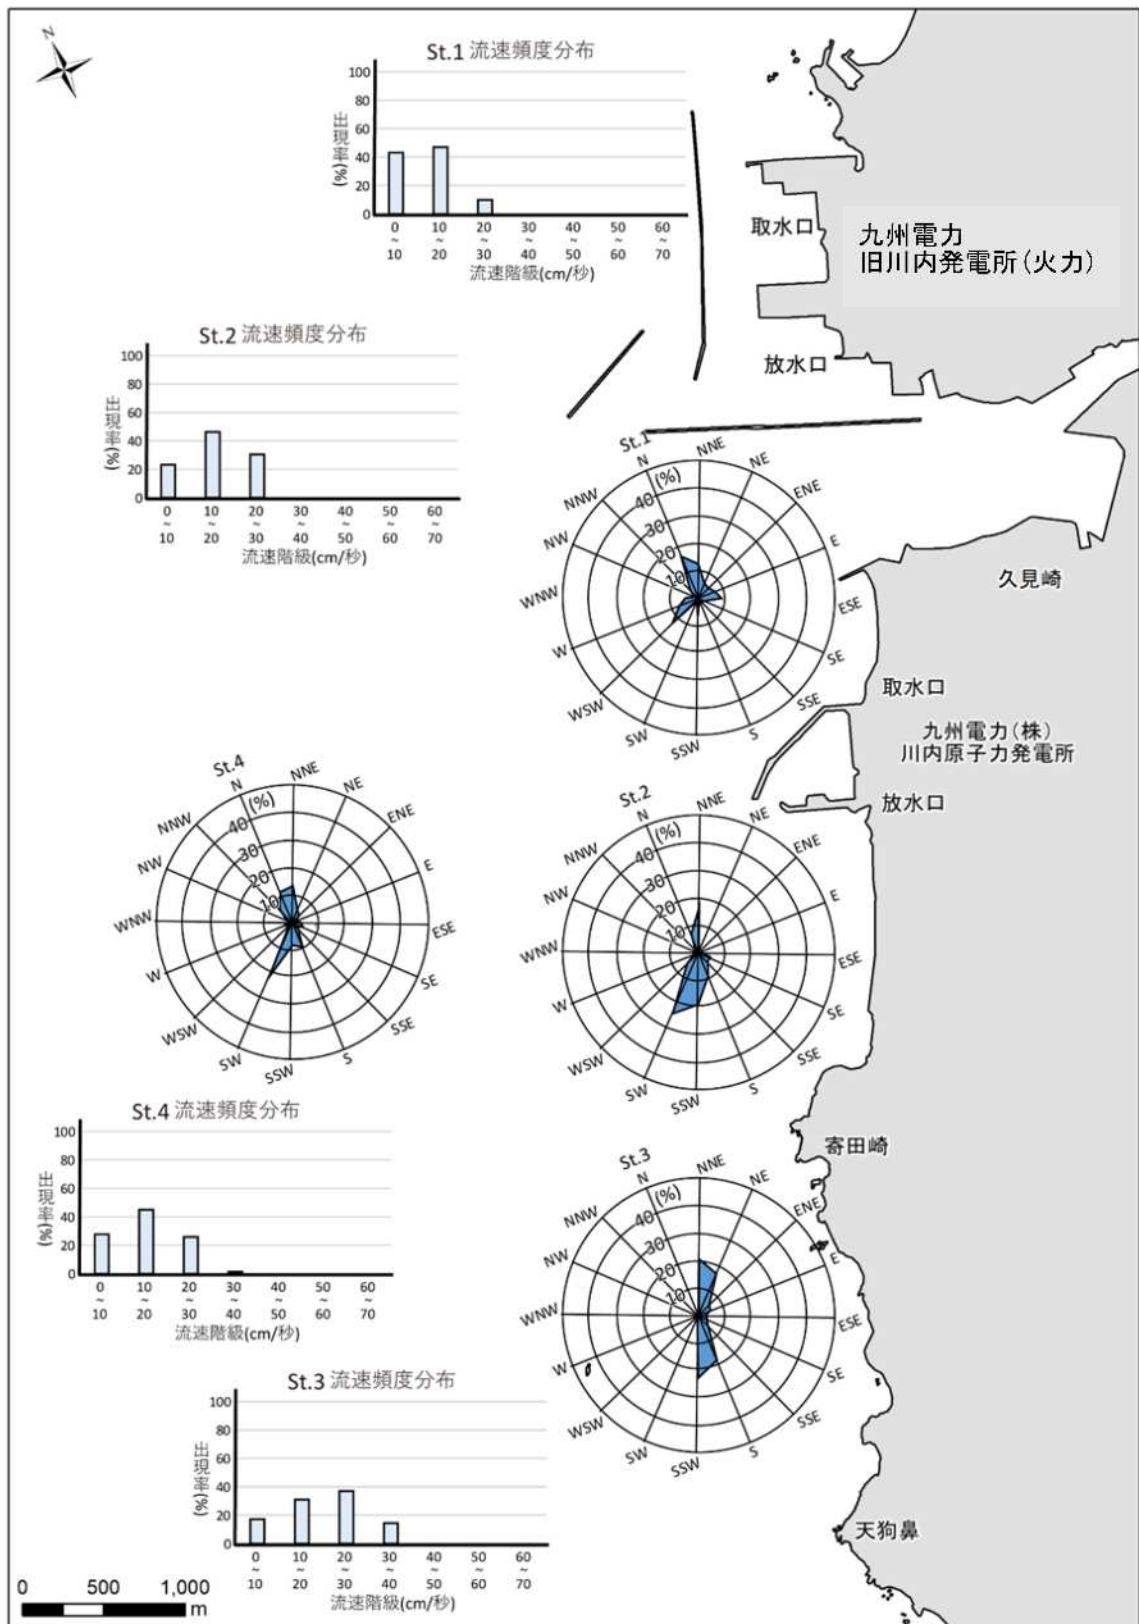 N
St.1 流速頻度分布
100
80
60
40
20
0
出現率(%)
0 10 20 30 40 50 60
~ ~ ~ ~ ~ ~ ~
10 20 30 40 50 60 70
流速階級(cm/秒)
取水口
九州電力
旧川内発電所(火力)
放水口
St.2 流速頻度分布
100
80
60
40
20
0
出現率(%)
0 10 20 30 40 50 60
~ ~ ~ ~ ~ ~ ~
10 20 30 40 50 60 70
流速階級(cm/秒)
St.1
N NNE NE ENE E ESE SE SSE S SSW SW WSW W WNW NW NNW
(%)
40
30
20
10
久見崎
取水口
九州電力(株)
川内原子力発電所
放水口
St.4
N NNE NE ENE E ESE SE SSE S SSW SW WSW W WNW NW NNW
(%)
40
30
20
10
St.2
N NNE NE ENE E ESE SE SSE S SSW SW WSW W WNW NW NNW
(%)
40
30
20
10
St.4 流速頻度分布
100
80
60
40
20
0
出現率(%)
0 10 20 30 40 50 60
~ ~ ~ ~ ~ ~ ~
10 20 30 40 50 60 70
流速階級(cm/秒)
寄田崎
St.3
N NNE NE ENE E ESE SE SSE S SSW SW WSW W WNW NW NNW
(%)
40
30
20
10
St.3 流速頻度分布
100
80
60
40
20
0
出現率(%)
0 10 20 30 40 50 60
~ ~ ~ ~ ~ ~ ~
10 20 30 40 50 60 70
流速階級(cm/秒)
天狗鼻
0 500 1,000
m